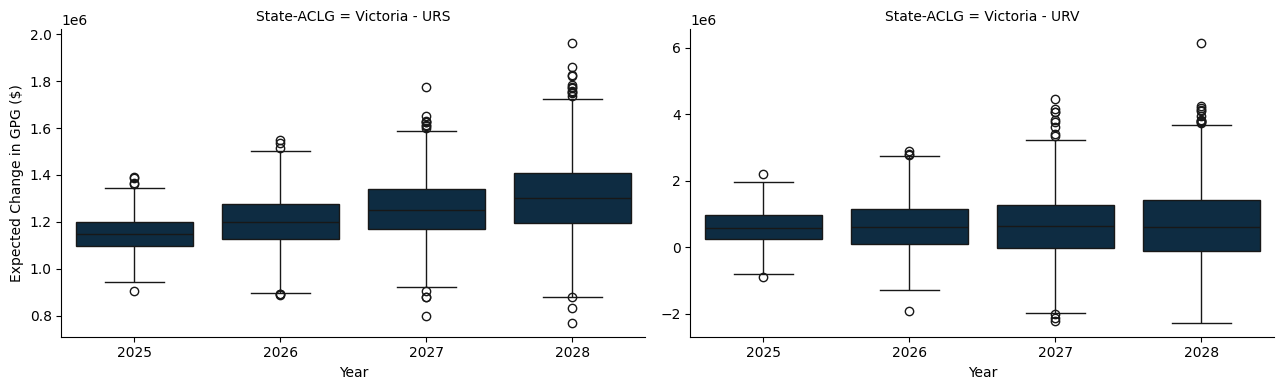 State-ACLG = Victoria - URS
1e6
2.0
1.8
1.6
1.4
1.2
1.0
0.8
Expected Change in GPG ($)
2025 2026 2027 2028
Year
State-ACLG = Victoria - URV
1e6
6
4
2
0
−2
2025 2026 2027 2028
Year